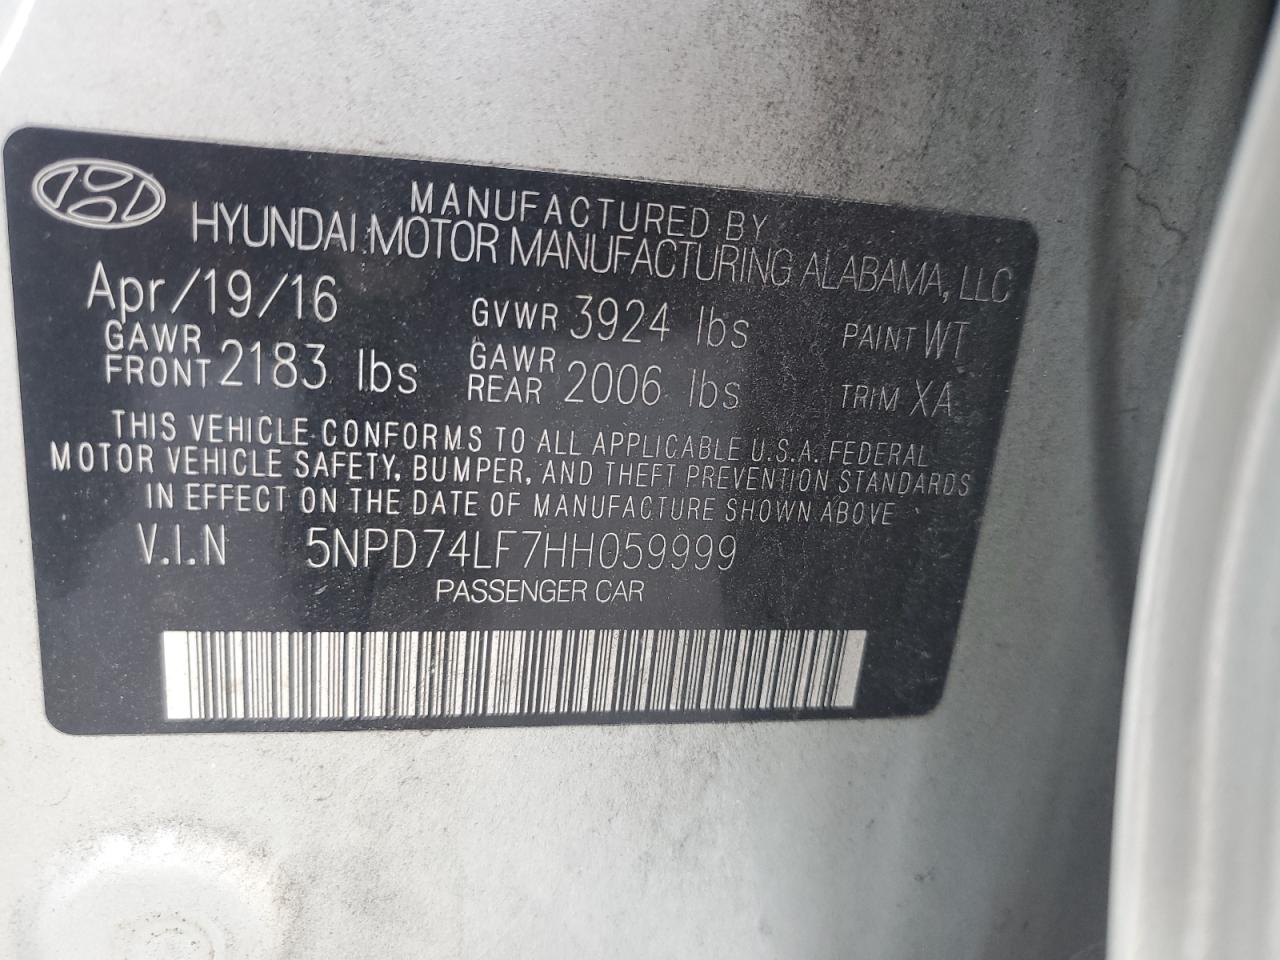 MANUFACTURED BY
HYUNDAI MOTOR MANUFACTURING ALABAMA, LLC
Apr/19/16 GVWR 3924 lbs PAINT WT
GAWR FRONT 2183 lbs GAWR REAR 2006 lbs TRIM XA
THIS VEHICLE CONFORMS TO ALL APPLICABLE U.S.A. FEDERAL
MOTOR VEHICLE SAFETY, BUMPER, AND THEFT PREVENTION STANDARDS
IN EFFECT ON THE DATE OF MANUFACTURE SHOWN ABOVE
V.I.N 5NPD74LF7HH059999
PASSENGER CAR